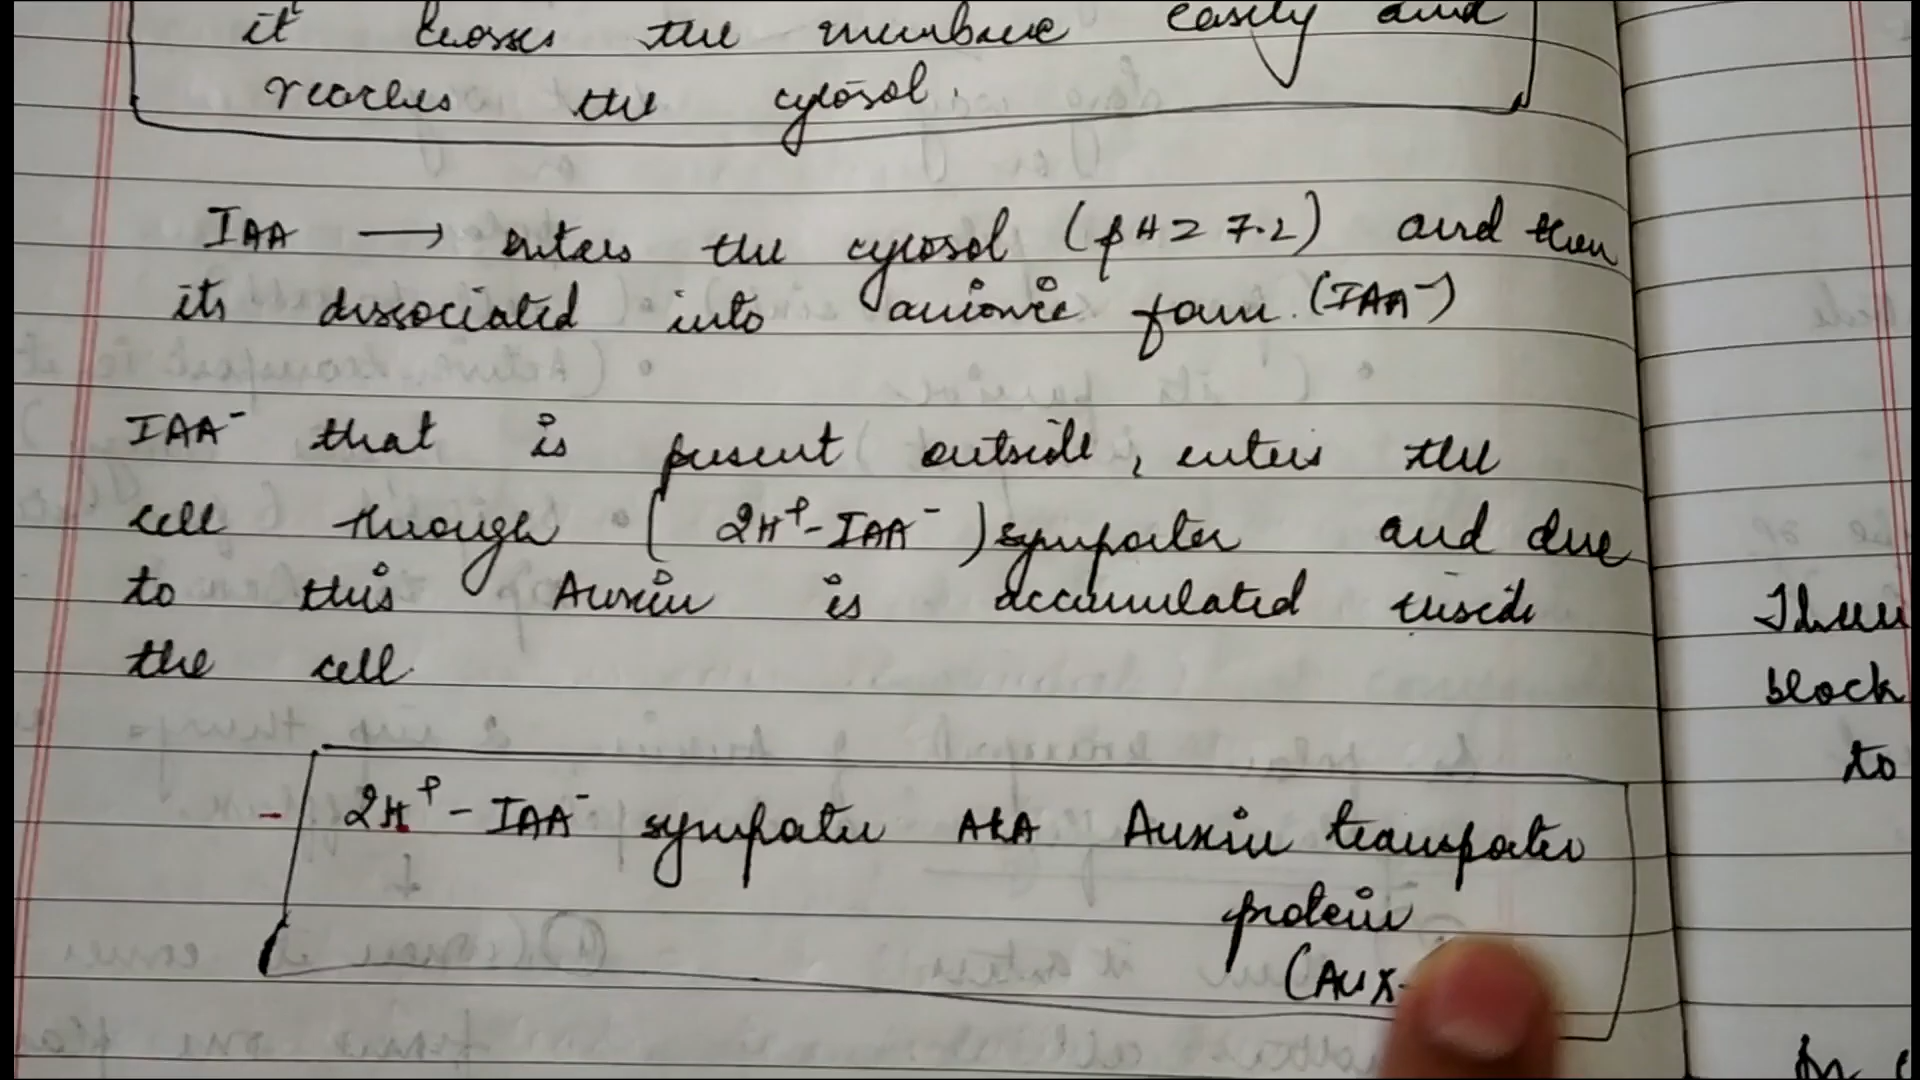 it crosses the membrane easily and
reaches the cytosol.
IAA → enters the cytosol (pH = 7.2) and then
its dissociated into anionic form. (IAA⁻)
IAA⁻ that is present outside, enters the
cell through (2H⁺-IAA⁻) symporter and due
to this Auxin is accumulated inside
the cell
- 2H⁺ - IAA⁻ symporter AKA Auxin transporter
protein
(AUX-
block
to